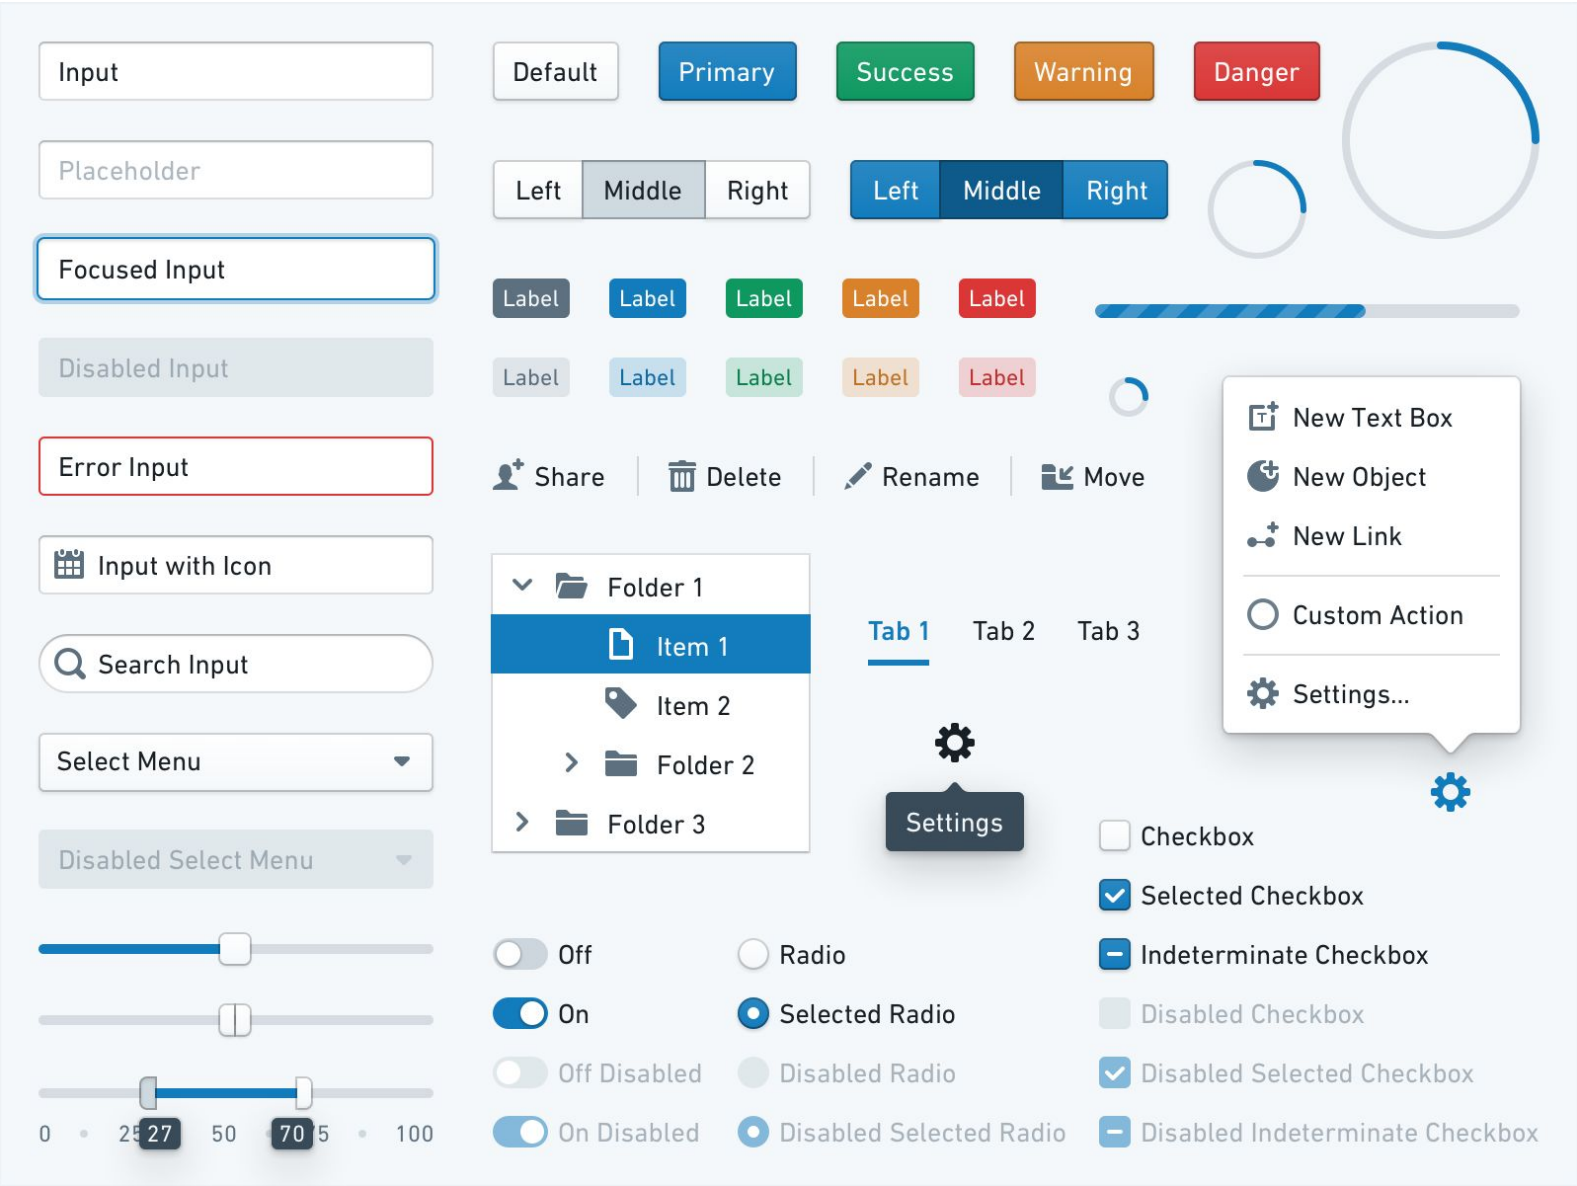 Input
Placeholder
Focused Input
Disabled Input
Error Input
Input with Icon
Search Input
Select Menu
Disabled Select Menu
0 25 27 50 70 75 100
Default Primary Success Warning Danger
Left Middle Right Left Middle Right
Label Label Label Label Label
Label Label Label Label Label
Share Delete Rename Move
Folder 1
Item 1
Item 2
Folder 2
Folder 3
Tab 1 Tab 2 Tab 3
Settings
New Text Box
New Object
New Link
Custom Action
Settings...
Off
On
Off Disabled
On Disabled
Radio
Selected Radio
Disabled Radio
Disabled Selected Radio
Checkbox
Selected Checkbox
Indeterminate Checkbox
Disabled Checkbox
Disabled Selected Checkbox
Disabled Indeterminate Checkbox